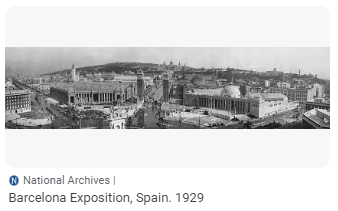 National Archives |
Barcelona Exposition, Spain. 1929